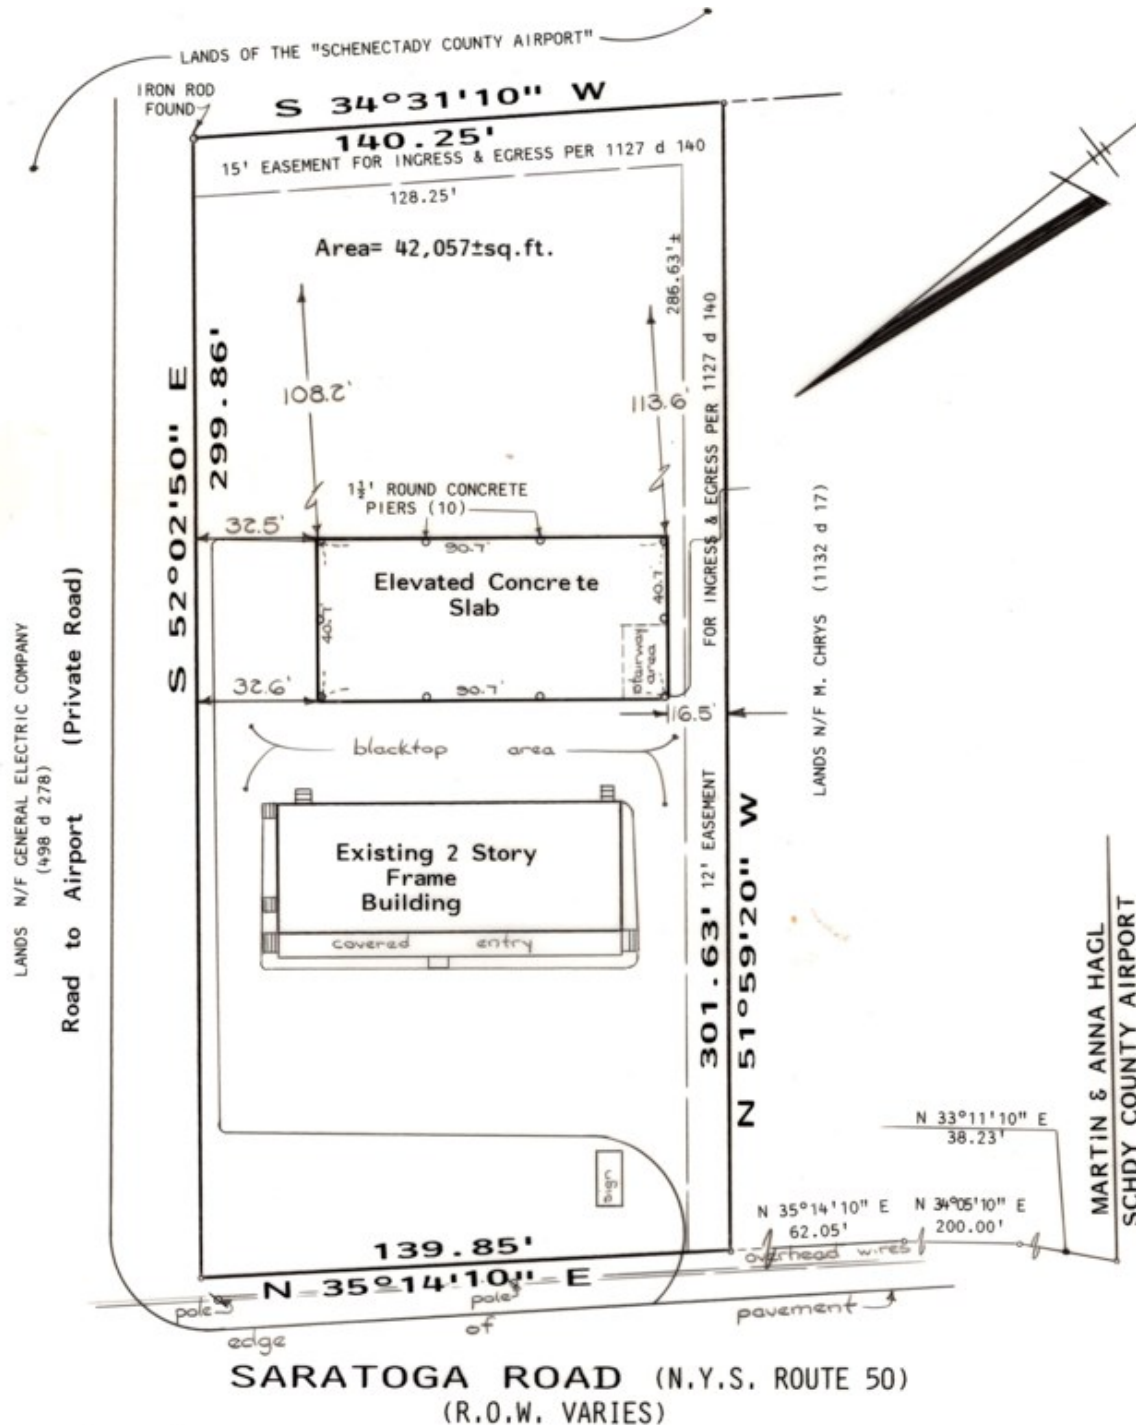 LANDS OF THE "SCHENECTADY COUNTY AIRPORT"
IRON ROD
FOUND
S 34°31'10" W
140.25'
15' EASEMENT FOR INGRESS & EGRESS PER 1127 d 140
128.25'
Area= 42,057±sq.ft.
286.63'±
S 52°02'50" E
299.86'
108.2'
113.6'
1½' ROUND CONCRETE
PIERS (10)
32.5'
90.7'
Elevated Concrete
Slab
40.7'
40.7'
stairway
area
32.6'
90.7'
16.5'
12' EASEMENT FOR INGRESS & EGRESS PER 1127 d 140
LANDS N/F M. CHRYS (1132 d 17)
LANDS N/F GENERAL ELECTRIC COMPANY
(498 d 278)
Road to Airport (Private Road)
blacktop area
Existing 2 Story
Frame
Building
covered entry
301.63'
N 51°59'20" W
MARTIN & ANNA HAGL
SCHDY COUNTY AIRPORT
sign
N 33°11'10" E
38.23'
N 35°14'10" E
62.05'
N 34°05'10" E
200.00'
overhead wires
139.85'
N 35°14'10" E
pole
pole
edge of pavement
SARATOGA ROAD (N.Y.S. ROUTE 50)
(R.O.W. VARIES)